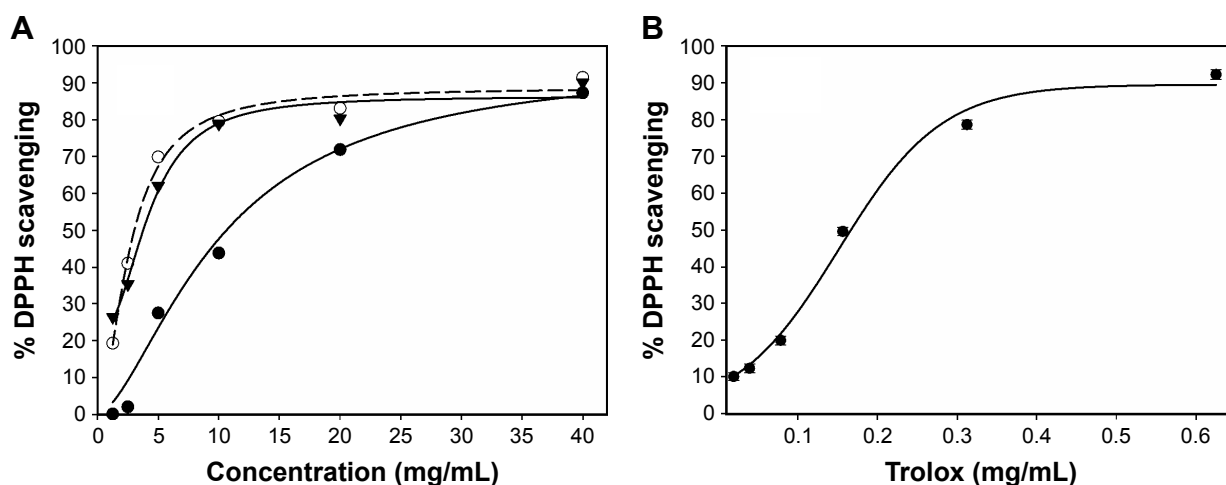 A
% DPPH scavenging
100
90
80
70
60
50
40
30
20
10
0
0 5 10 15 20 25 30 35 40
Concentration (mg/mL)
B
% DPPH scavenging
100
90
80
70
60
50
40
30
20
10
0
0.1 0.2 0.3 0.4 0.5 0.6
Trolox (mg/mL)